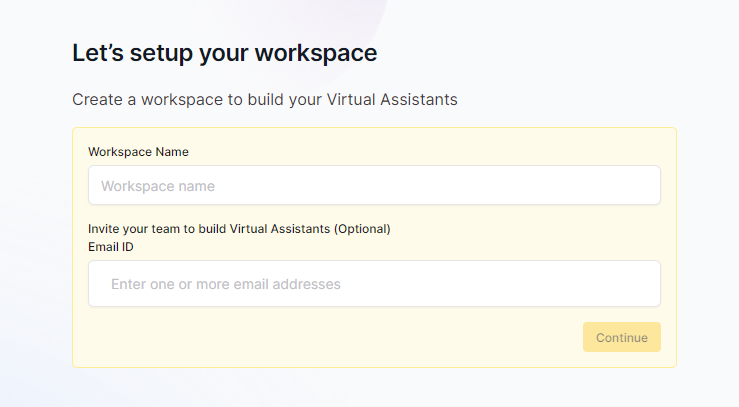 Let’s setup your workspace
Create a workspace to build your Virtual Assistants
Workspace Name
Workspace name
Invite your team to build Virtual Assistants (Optional)
Email ID
Enter one or more email addresses
Continue